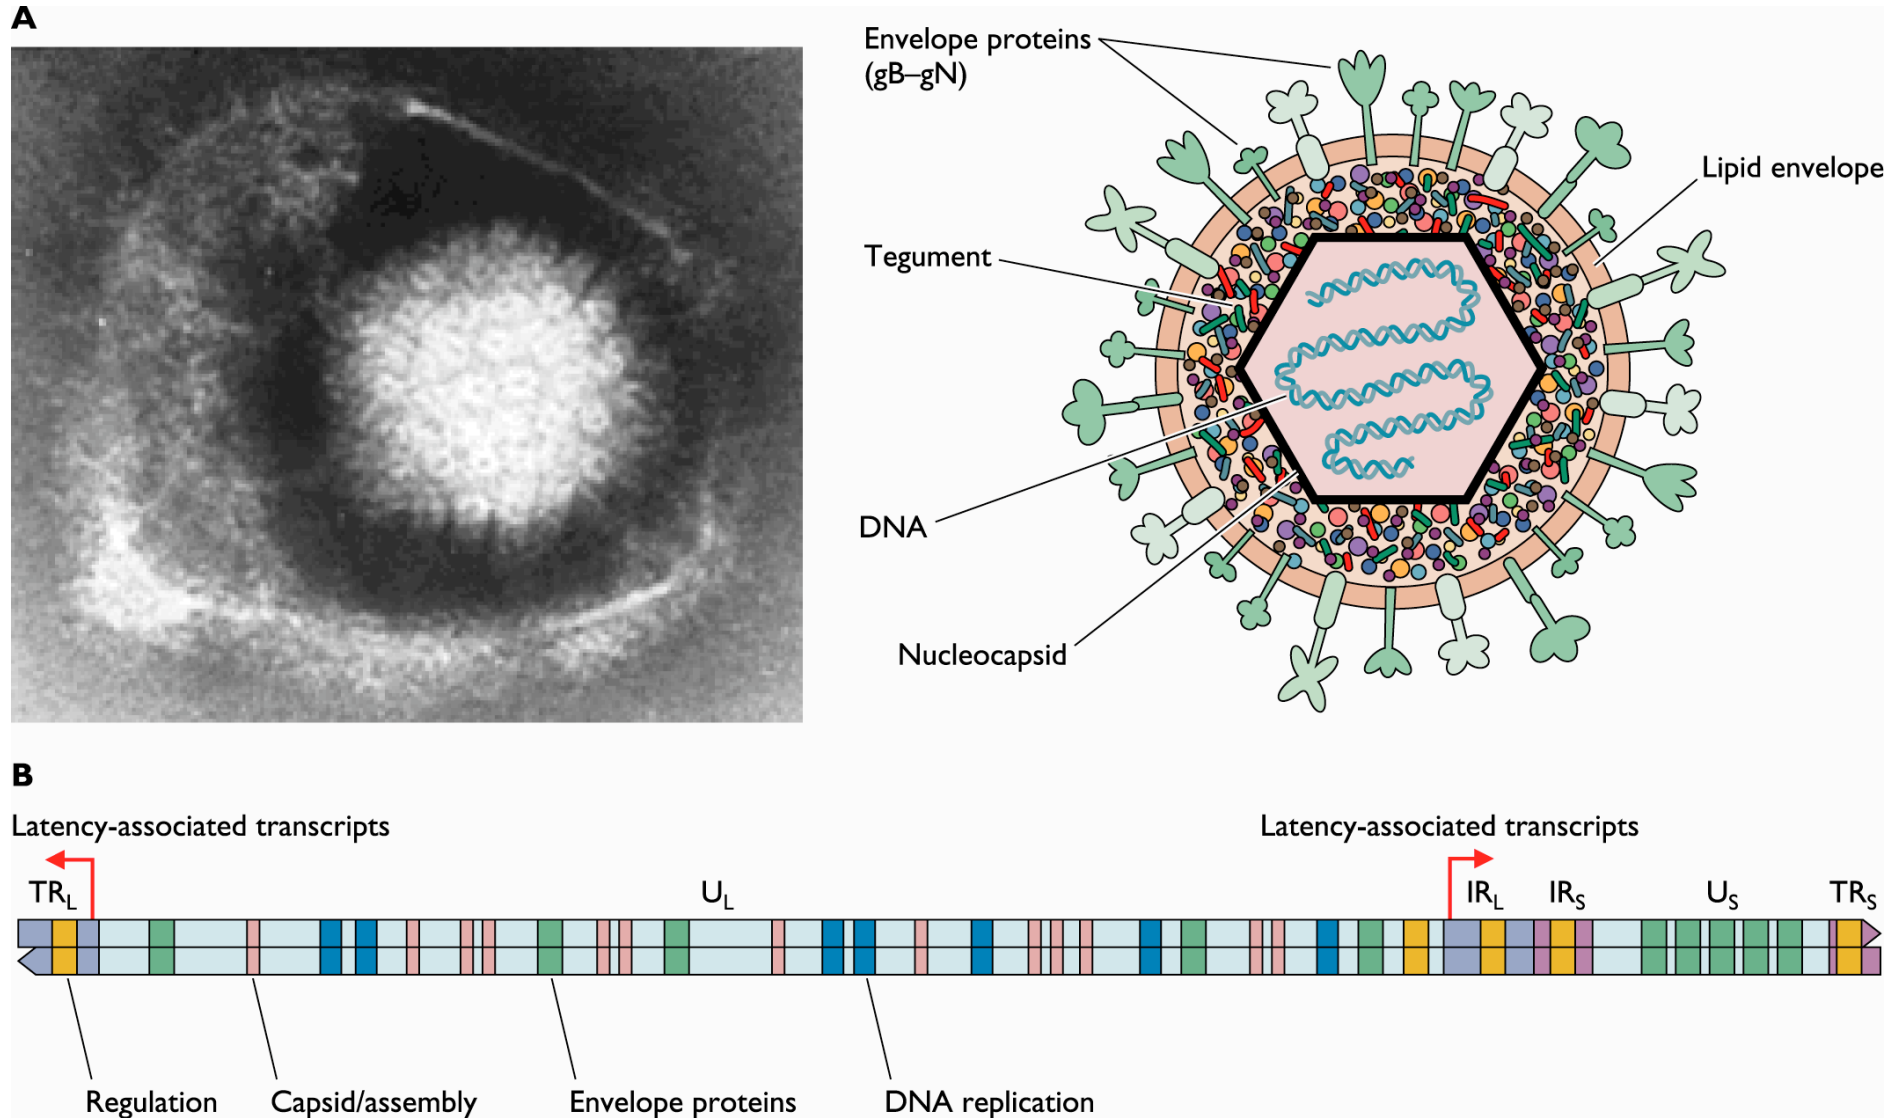 A
Envelope proteins
(gB–gN)
Lipid envelope
Tegument
DNA
Nucleocapsid
B
Latency-associated transcripts
Latency-associated transcripts
TRL
UL
IRL
IRS
US
TRS
Regulation
Capsid/assembly
Envelope proteins
DNA replication